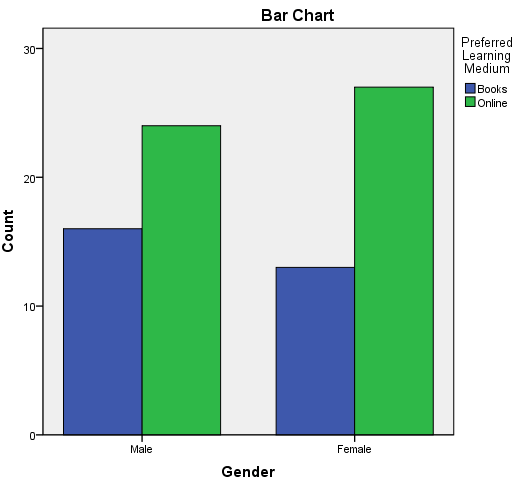 Bar Chart
Preferred
Learning
Medium
Books
Online
30
20
10
0
Count
Male
Female
Gender